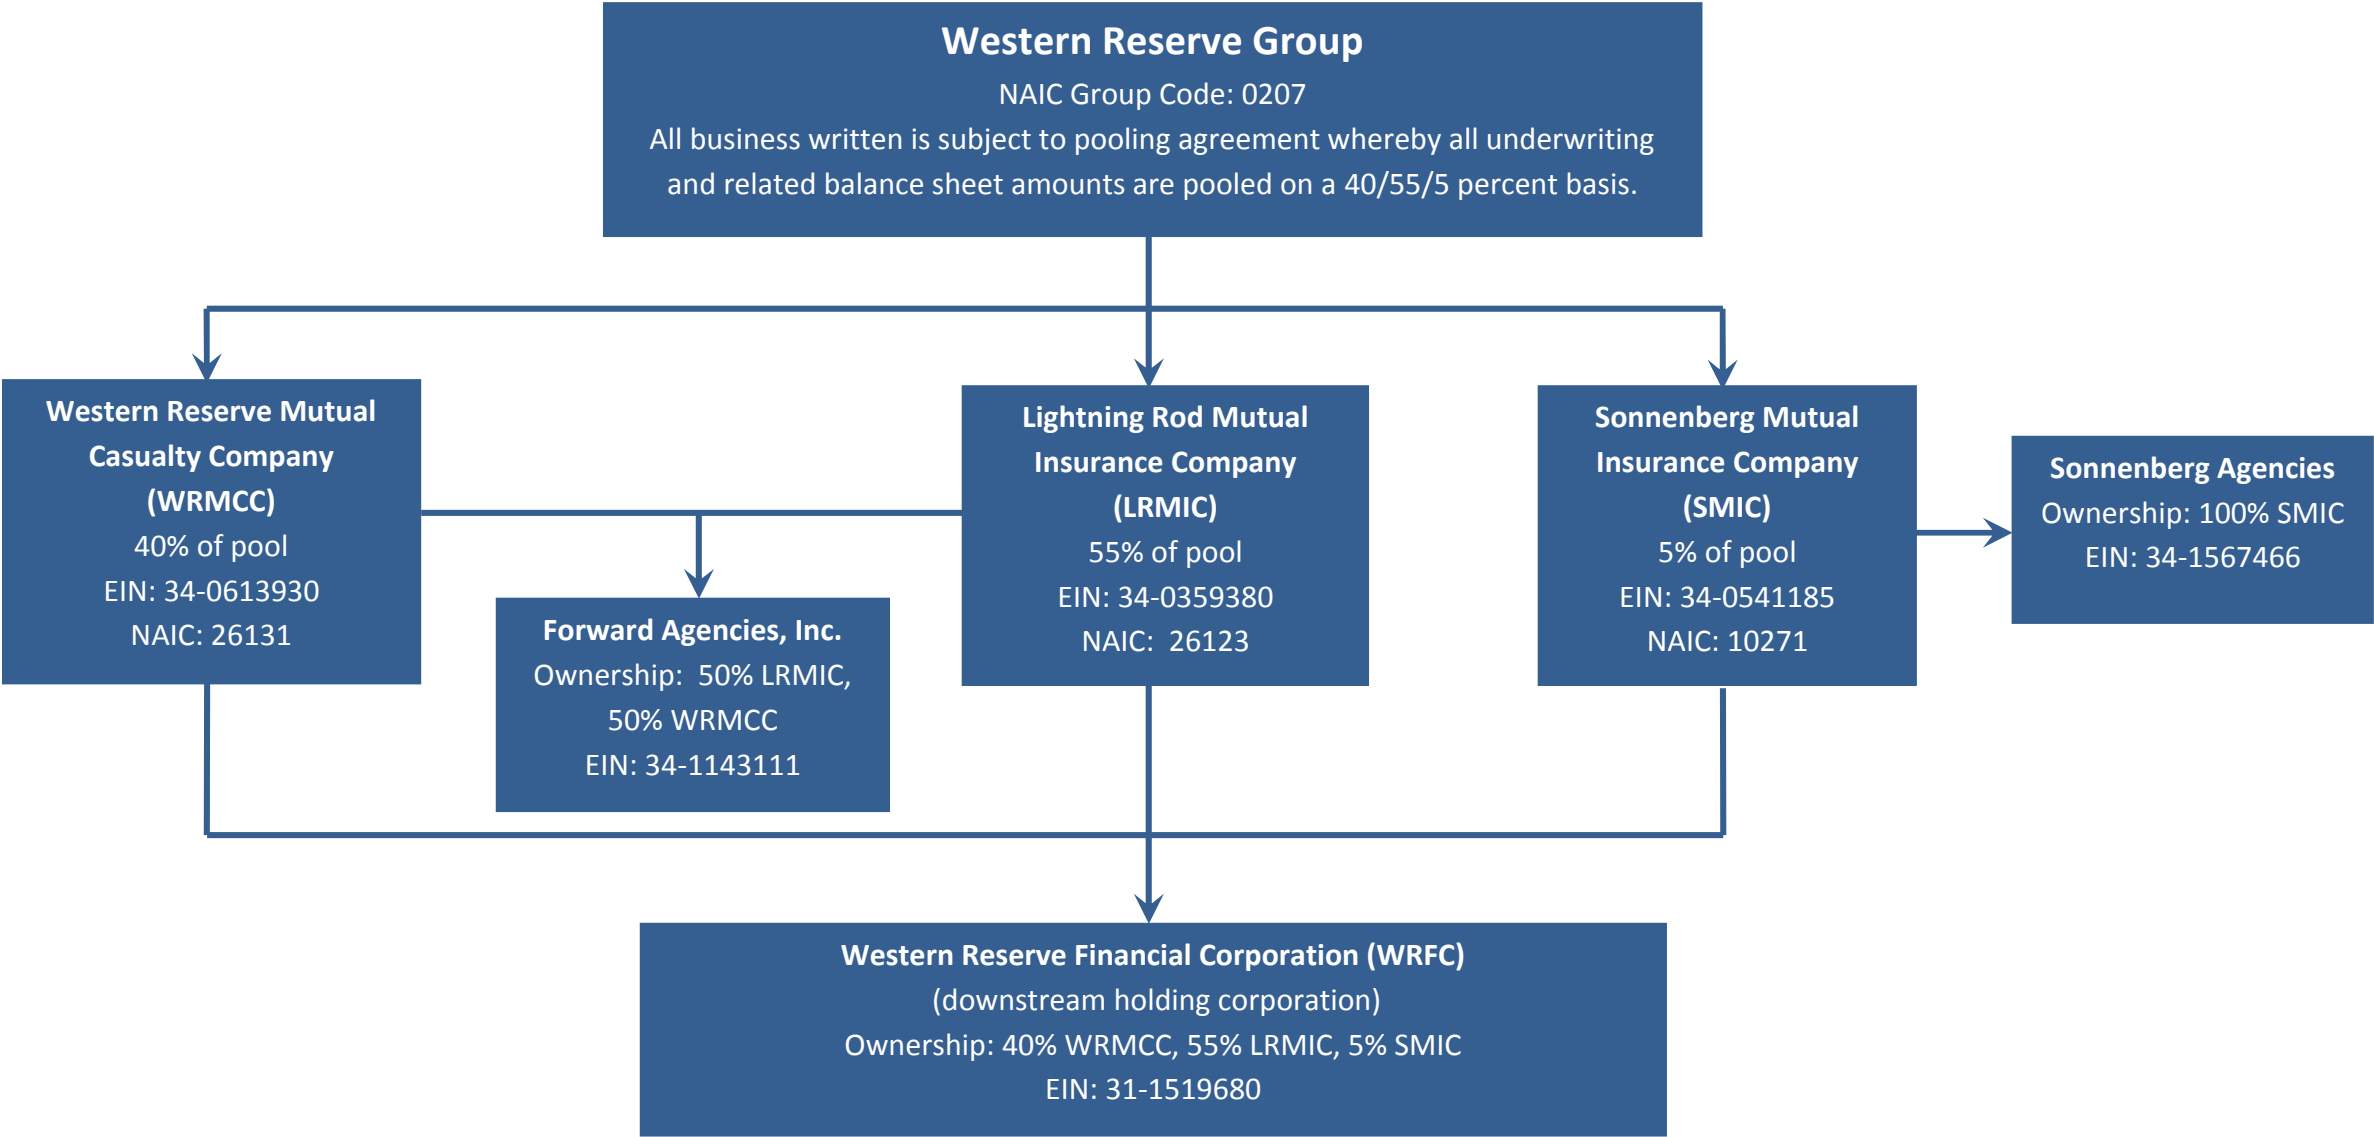 Western Reserve Group
NAIC Group Code: 0207
All business written is subject to pooling agreement whereby all underwriting
and related balance sheet amounts are pooled on a 40/55/5 percent basis.
Western Reserve Mutual
Casualty Company
(WRMCC)
40% of pool
EIN: 34-0613930
NAIC: 26131
Forward Agencies, Inc.
Ownership:  50% LRMIC,
50% WRMCC
EIN: 34-1143111
Lightning Rod Mutual
Insurance Company
(LRMIC)
55% of pool
EIN: 34-0359380
NAIC:  26123
Sonnenberg Mutual
Insurance Company
(SMIC)
5% of pool
EIN: 34-0541185
NAIC: 10271
Sonnenberg Agencies
Ownership: 100% SMIC
EIN: 34-1567466
Western Reserve Financial Corporation (WRFC)
(downstream holding corporation)
Ownership: 40% WRMCC, 55% LRMIC, 5% SMIC
EIN: 31-1519680